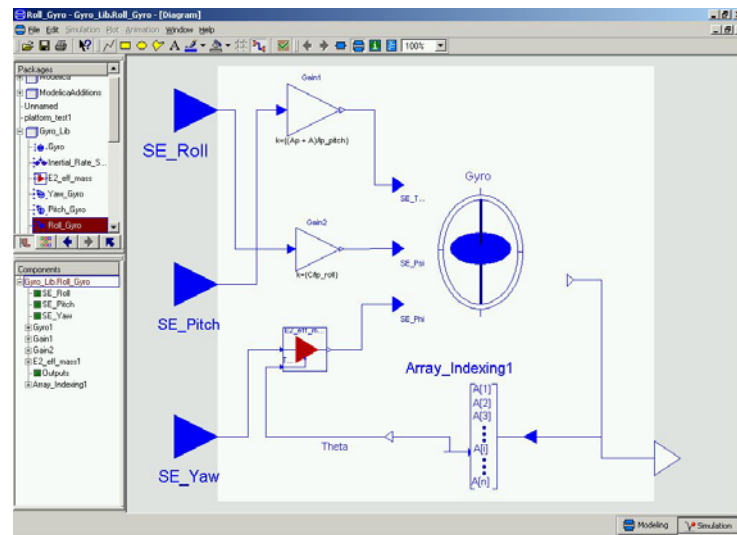 Roll_Gyro - Gyro_Lib.Roll_Gyro - [Diagram]
File Edit Simulation Plot Animation Window Help
100%
Packages
Modelica
ModelicaAdditions
Unnamed
platform_test1
Gyro_Lib
Gyro
Inertial_Rate_S...
E2_eff_mass
Yaw_Gyro
Pitch_Gyro
Roll_Gyro
Components
Gyro_Lib.Roll_Gyro
SE_Roll
SE_Pitch
SE_Yaw
Gyro1
Gain1
Gain2
E2_eff_mass1
Outputs
Array_Indexing1
SE_Roll
SE_Pitch
SE_Yaw
Gain1
k=((Ap + A)/Ip_pitch)
Gain2
k=(C/Ip_roll)
E2_eff_m...
T...
SE_T...
SE_Psi
SE_Phi
Gyro
Array_Indexing1
A[1]
A[2]
A[3]
A[i]
A[n]
Theta
Modeling
Simulation